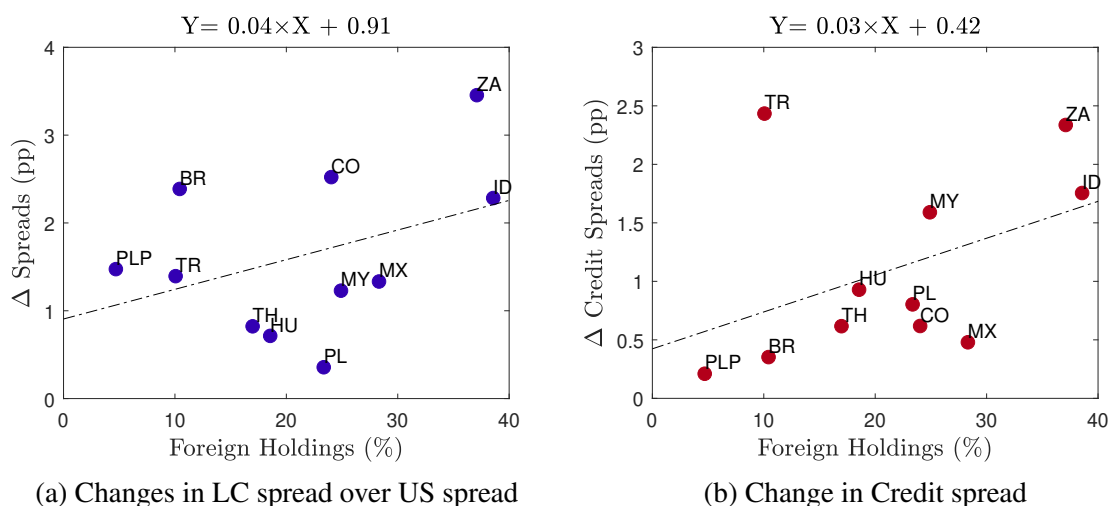 Y= 0.04×X + 0.91
4
3
2
1
0
Δ Spreads (pp)
ZA
CO
BR
ID
PLP
TR
MY
MX
TH
HU
PL
0 10 20 30 40
Foreign Holdings (%)
(a) Changes in LC spread over US spread
Y= 0.03×X + 0.42
3
2.5
2
1.5
1
0.5
0
Δ Credit Spreads (pp)
TR
ZA
ID
MY
HU
PL
TH
CO
MX
BR
PLP
0 10 20 30 40
Foreign Holdings (%)
(b) Change in Credit spread